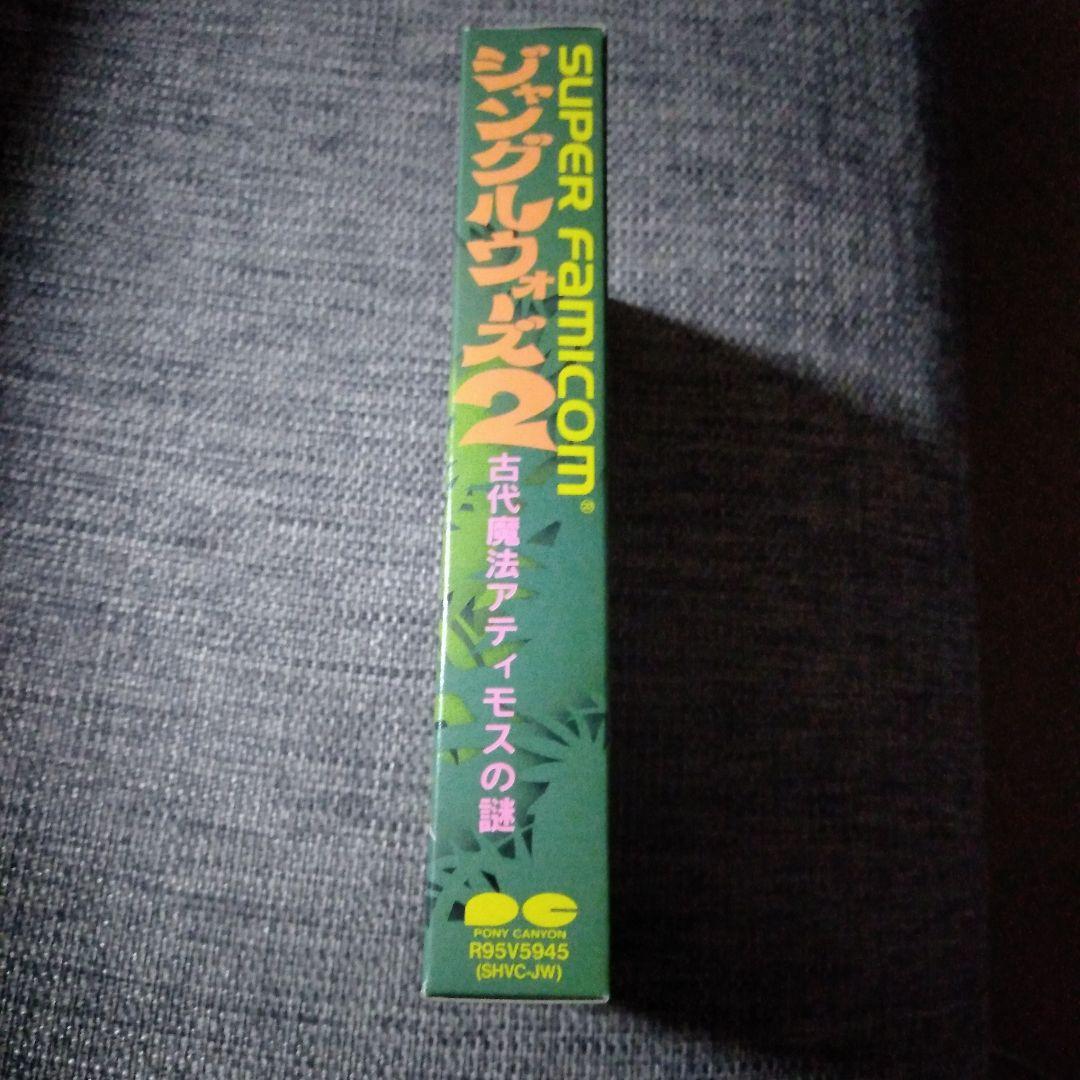 SUPER FAMICOM®
ジャングルウォーズ2
古代魔法アティモスの謎
PC
PONY CANYON
R95V5945
(SHVC-JW)